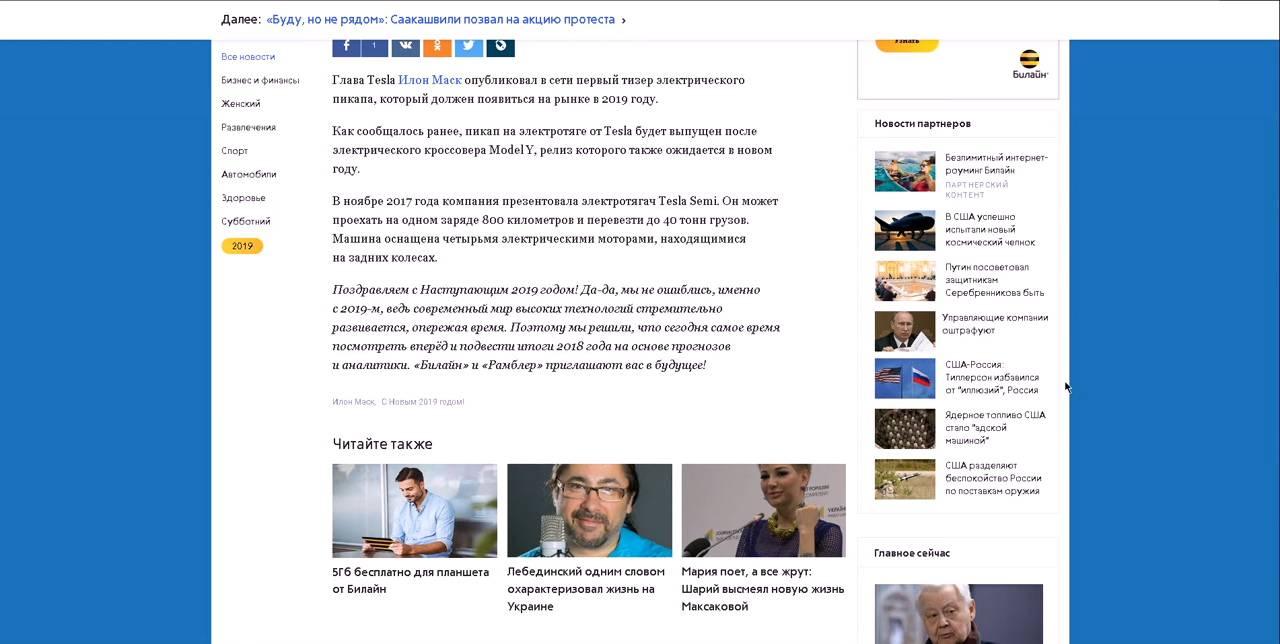 Далее: «Буду, но не рядом»: Саакашвили позвал на акцию протеста ›
1
Все новости
Бизнес и финансы
Женский
Развлечения
Спорт
Автомобили
Здоровье
Субботний
2019
Глава Tesla Илон Маск опубликовал в сети первый тизер электрического
пикапа, который должен появиться на рынке в 2019 году.
Как сообщалось ранее, пикап на электротяге от Tesla будет выпущен после
электрического кроссовера Model Y, релиз которого также ожидается в новом
году.
В ноябре 2017 года компания презентовала электротягач Tesla Semi. Он может
проехать на одном заряде 800 километров и перевезти до 40 тонн грузов.
Машина оснащена четырьмя электрическими моторами, находящимися
на задних колесах.
Поздравляем с Наступающим 2019 годом! Да-да, мы не ошиблись, именно
с 2019-м, ведь современный мир высоких технологий стремительно
развивается, опережая время. Поэтому мы решили, что сегодня самое время
посмотреть вперёд и подвести итоги 2018 года на основе прогнозов
и аналитики. «Билайн» и «Рамблер» приглашают вас в будущее!
Илон Маск, С Новым 2019 годом!
Читайте также
5Гб бесплатно для планшета
от Билайн
Лебединский одним словом
охарактеризовал жизнь на
Украине
Мария поет, а все жрут:
Шарий высмеял новую жизнь
Максаковой
Узнать
Билайн
Новости партнеров
Безлимитный интернет-
роуминг Билайн
ПАРТНЕРСКИЙ
КОНТЕНТ
В США успешно
испытали новый
космический челнок
Путин посоветовал
защитникам
Серебренникова быть
Управляющие компании
оштрафуют
США-Россия:
Тиллерсон избавился
от "иллюзий", Россия
Ядерное топливо США
стало "адской
машиной"
США разделяют
беспокойство России
по поставкам оружия
Главное сейчас